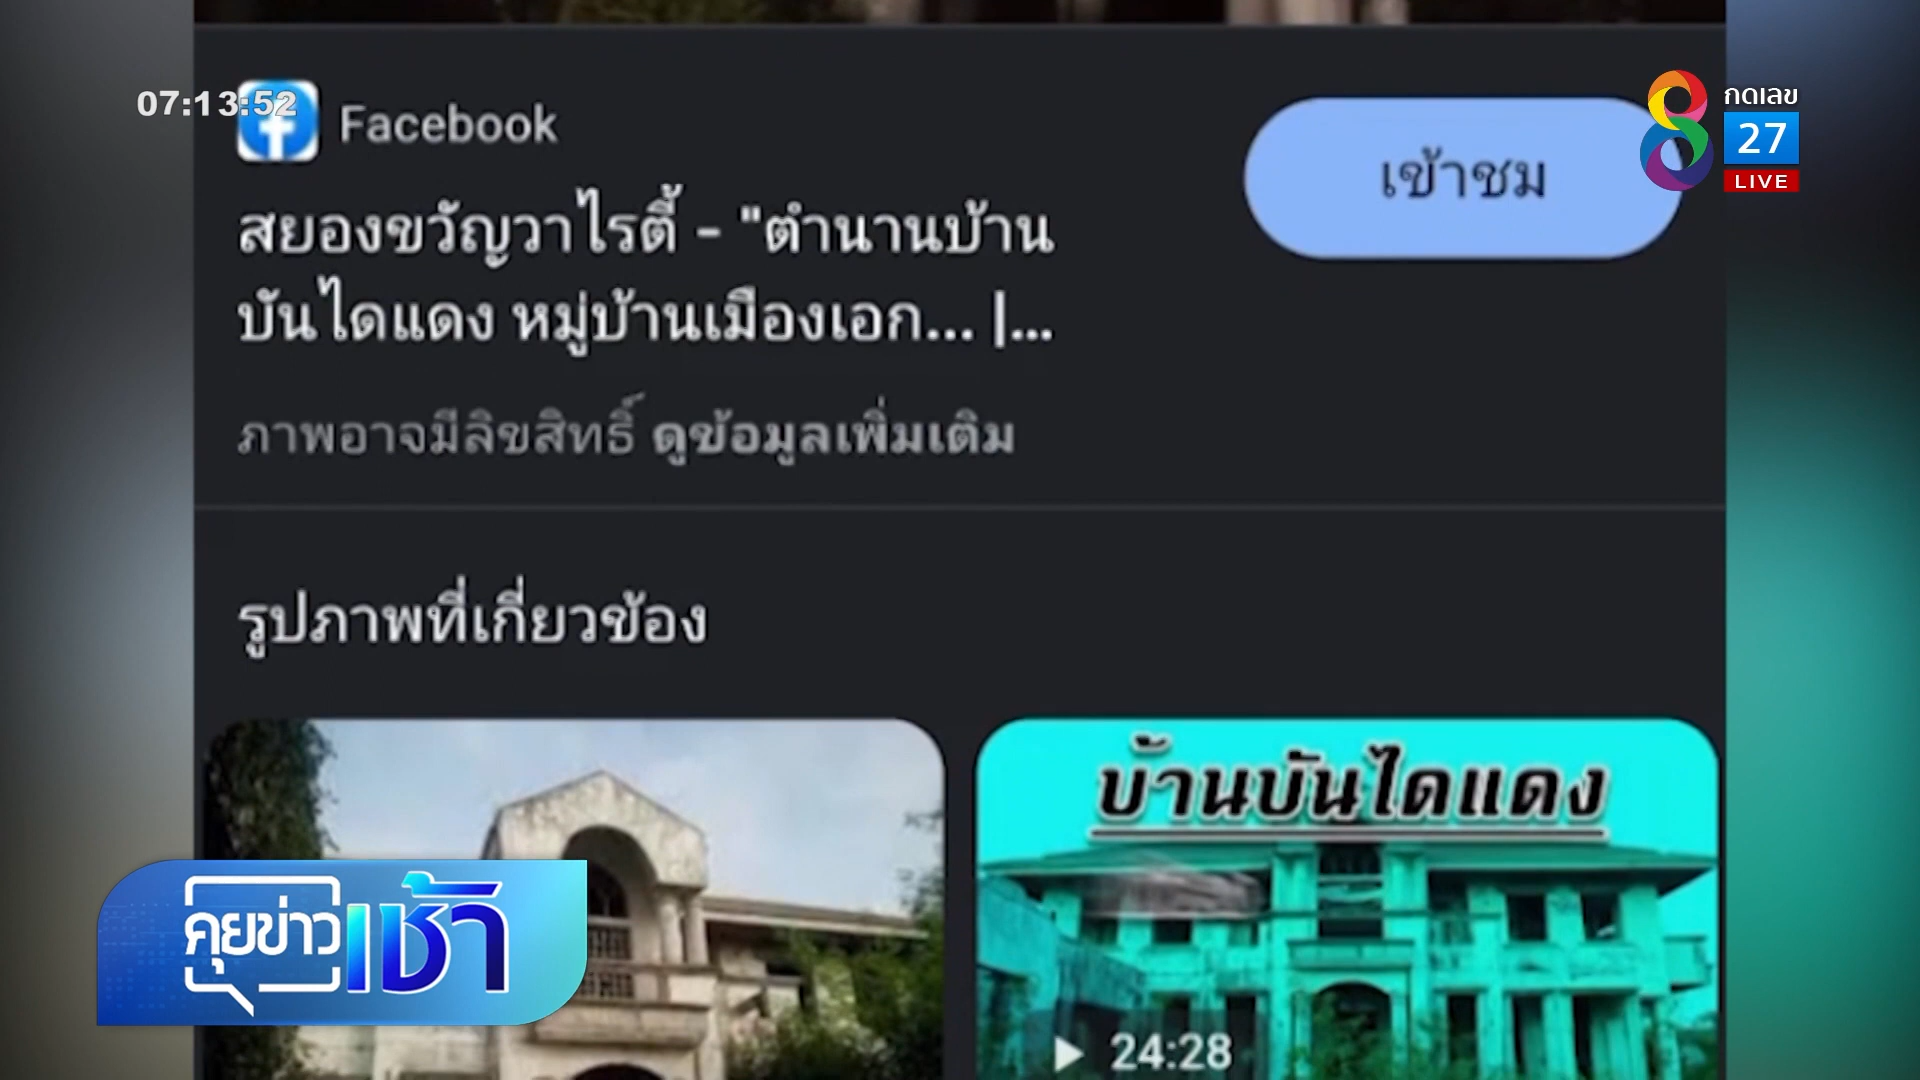 07:13:52
Facebook
เข้าชม
กดเลข
27
LIVE
สยองขวัญวาไรตี้ - "ตำนานบ้าน
บันไดแดง หมู่บ้านเมืองเอก... |...
ภาพอาจมีลิขสิทธิ์ ดูข้อมูลเพิ่มเติม
รูปภาพที่เกี่ยวข้อง
บ้านบันไดแดง
คุยข่าวเช้า
24:28